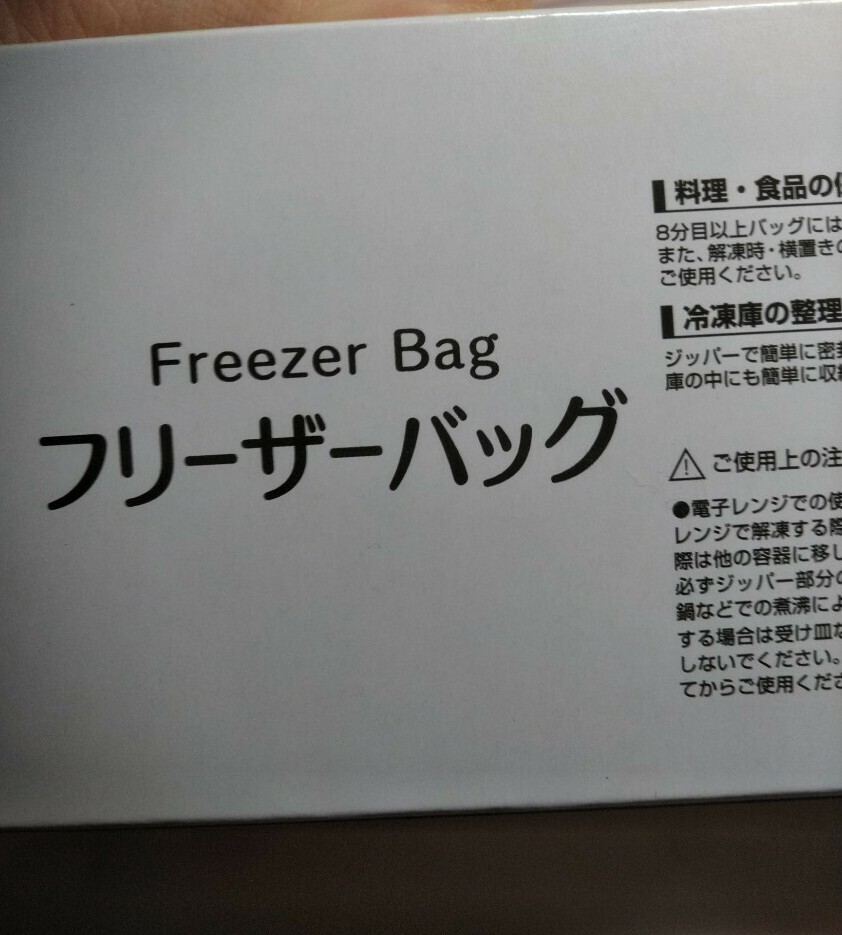 Freezer Bag
フリーザーバッグ
料理・食品の
8分目以上バッグには
また、解凍時・横置きの
ご使用ください。
冷凍庫の整理
ジッパーで簡単に密封
庫の中にも簡単に収
ご使用上の注
●電子レンジでの使
レンジで解凍する際
際は他の容器に移し
必ずジッパー部分の
鍋などでの煮沸によ
する場合は受け皿な
しないでください。
てからご使用くださ